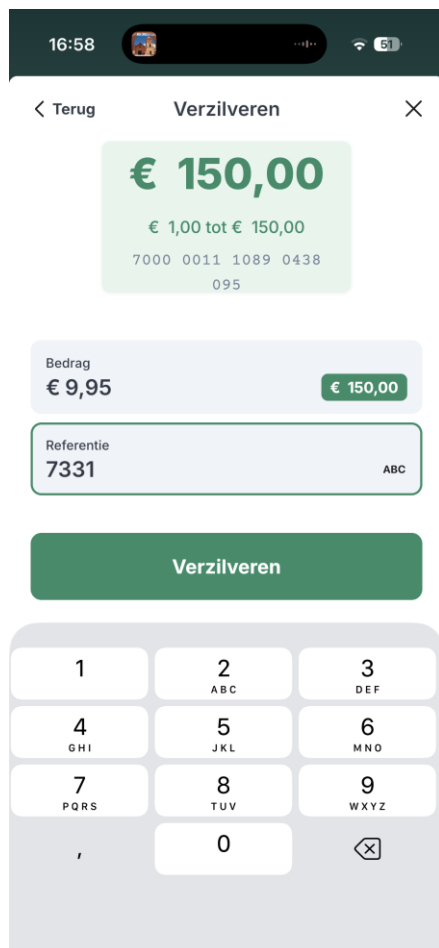 16:58
51
Terug
Verzilveren
€ 150,00
€ 1,00 tot € 150,00
7000 0011 1089 0438
095
Bedrag
€ 9,95
€ 150,00
Referentie
7331
ABC
Verzilveren
1
2
ABC
3
DEF
4
GHI
5
JKL
6
MNO
7
PQRS
8
TUV
9
WXYZ
,
0